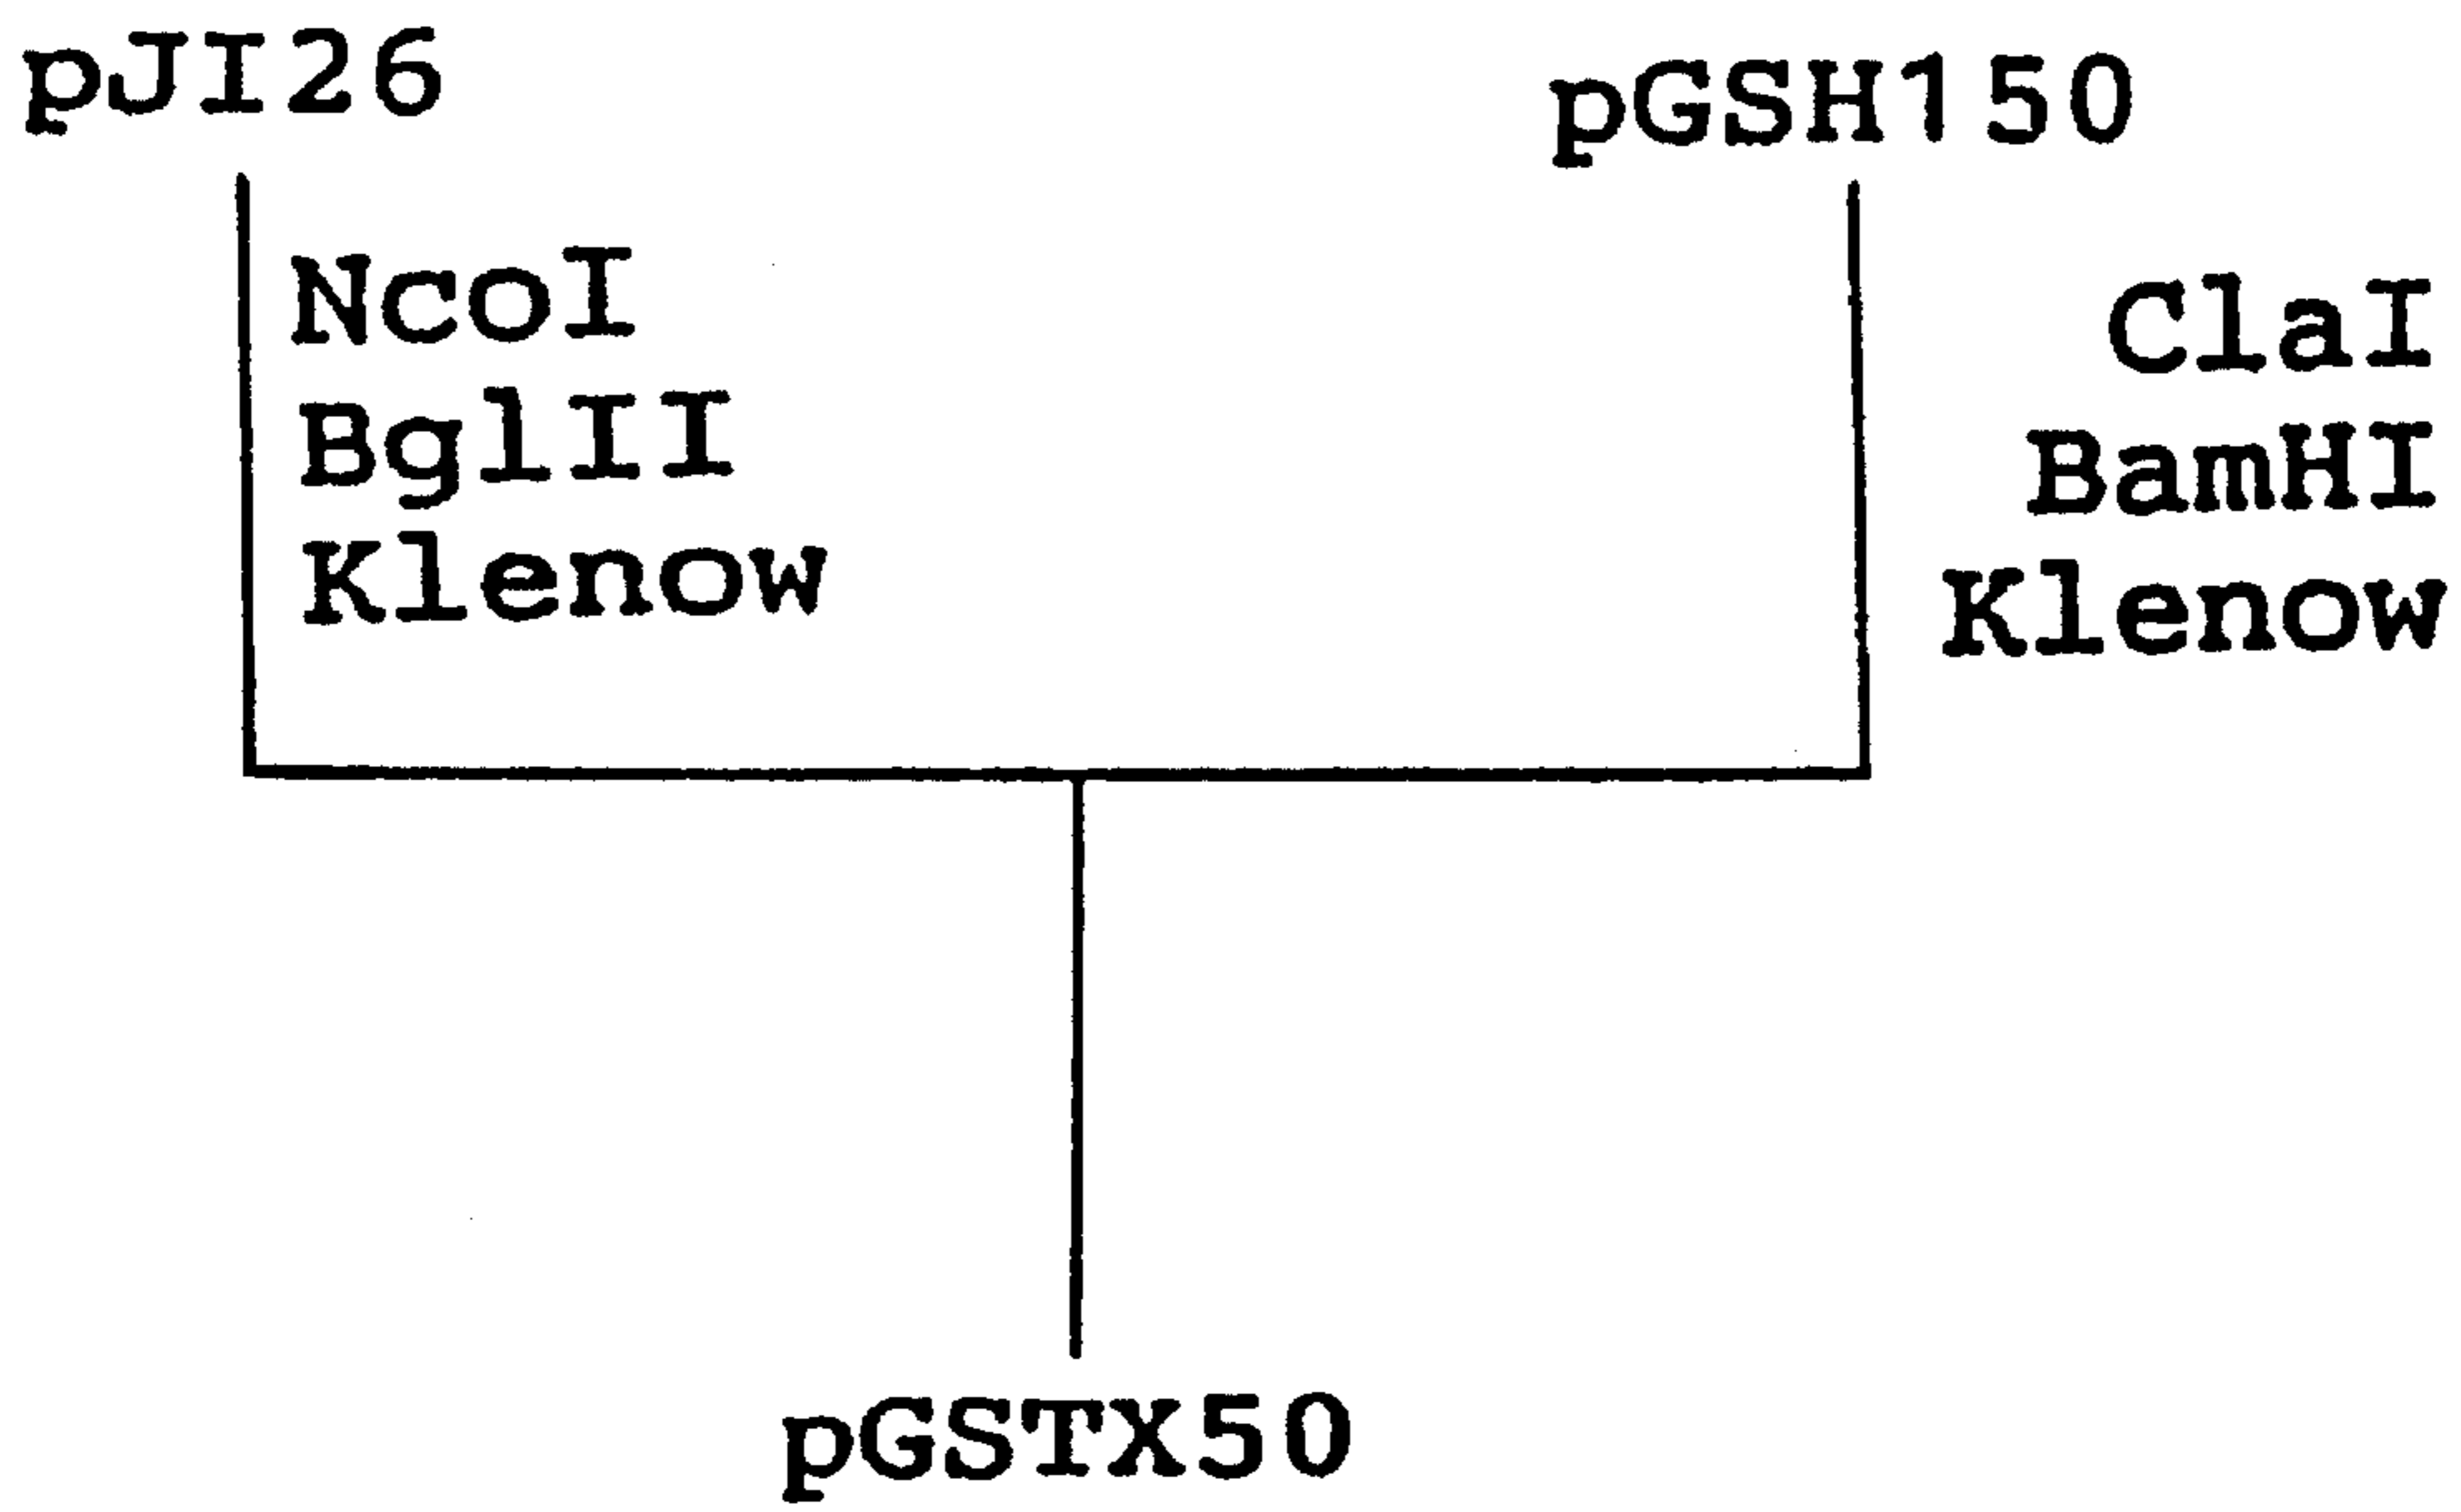 pJI26
pGSH150
NcoI
BglII
Klenow
ClaI
BamHI
Klenow
pGSTX50